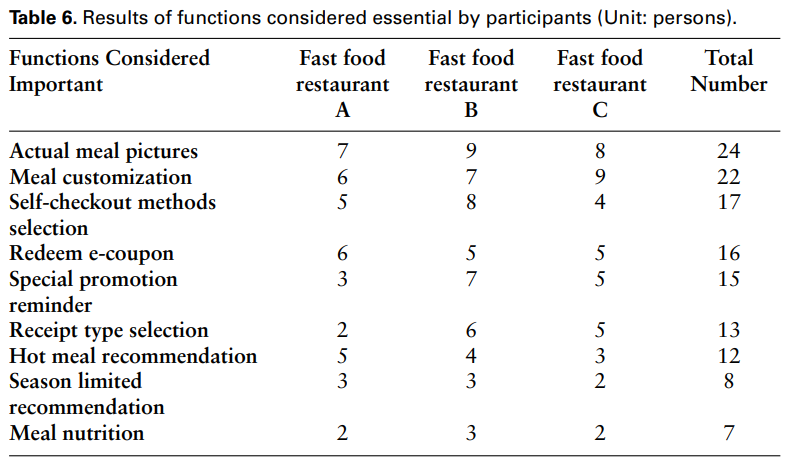 Table 6. Results of functions considered essential by participants (Unit: persons).
Functions Considered Fast food Fast food Fast food Total
Important restaurant restaurant restaurant Number
A B C
Actual meal pictures 7 9 8 24
Meal customization 6 7 9 22
Self-checkout methods 5 8 4 17
selection
Redeem e-coupon 6 5 5 16
Special promotion 3 7 5 15
reminder
Receipt type selection 2 6 5 13
Hot meal recommendation 5 4 3 12
Season limited 3 3 2 8
recommendation
Meal nutrition 2 3 2 7